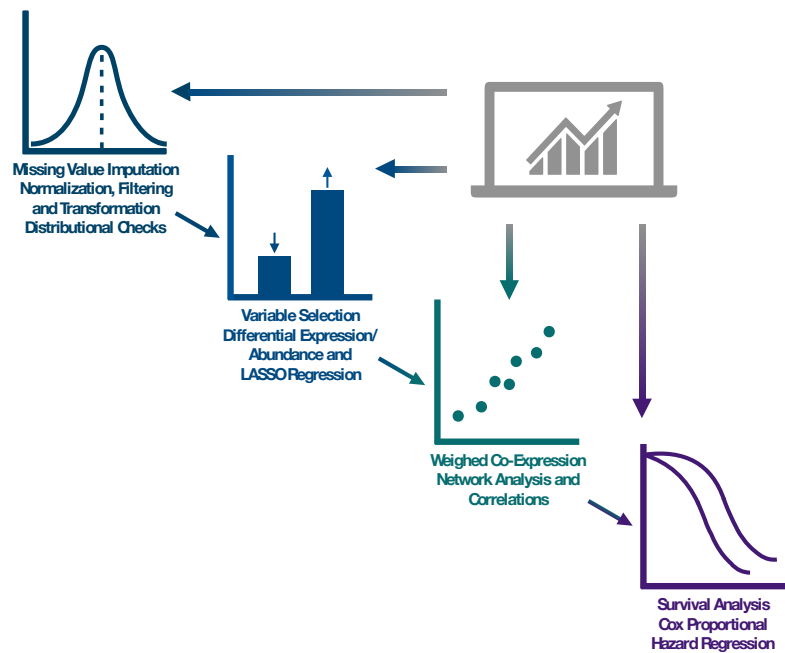 Missing Value Imputation
Normalization, Filtering
and Transformation
Distributional Checks
Variable Selection
Differential Expression/
Abundance and
LASSO Regression
Weighed Co-Expression
Network Analysis and
Correlations
Survival Analysis
Cox Proportional
Hazard Regression